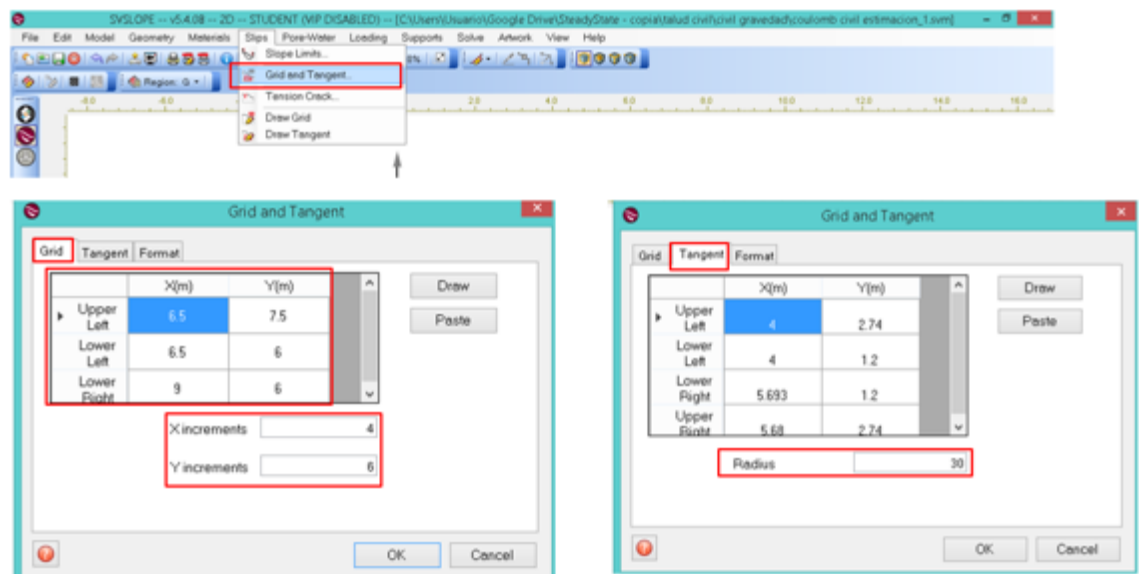 SVSLOPE -- v5.4.08 -- 2D -- STUDENT (VIP DISABLED) -- [C:\Users\Usuario\Google Drive\SteadyState - copia\talud civil\civil gravedad\coulomb civil estimacion_1.svm]
File Edit Model Geometry Materials Slips Pore-Water Loading Supports Solve Artwork View Help
Slope Limits...
Grid and Tangent...
Region: G
Tension Crack...
-8.0 -6.0 2.0 4.0 6.0 8.0 10.0 12.0 14.0 16.0
Draw Grid
Draw Tangent
Grid and Tangent
Grid Tangent Format
X(m) Y(m) Draw
Upper Left 6.5 7.5 Paste
Lower Left 6.5 6
Lower Right 9 6
X increments 4
Y increments 6
OK Cancel
Grid and Tangent
Grid Tangent Format
X(m) Y(m) Draw
Upper Left 4 2.74 Paste
Lower Left 4 1.2
Lower Right 5.693 1.2
Upper Right 5.68 2.74
Radius 30
OK Cancel